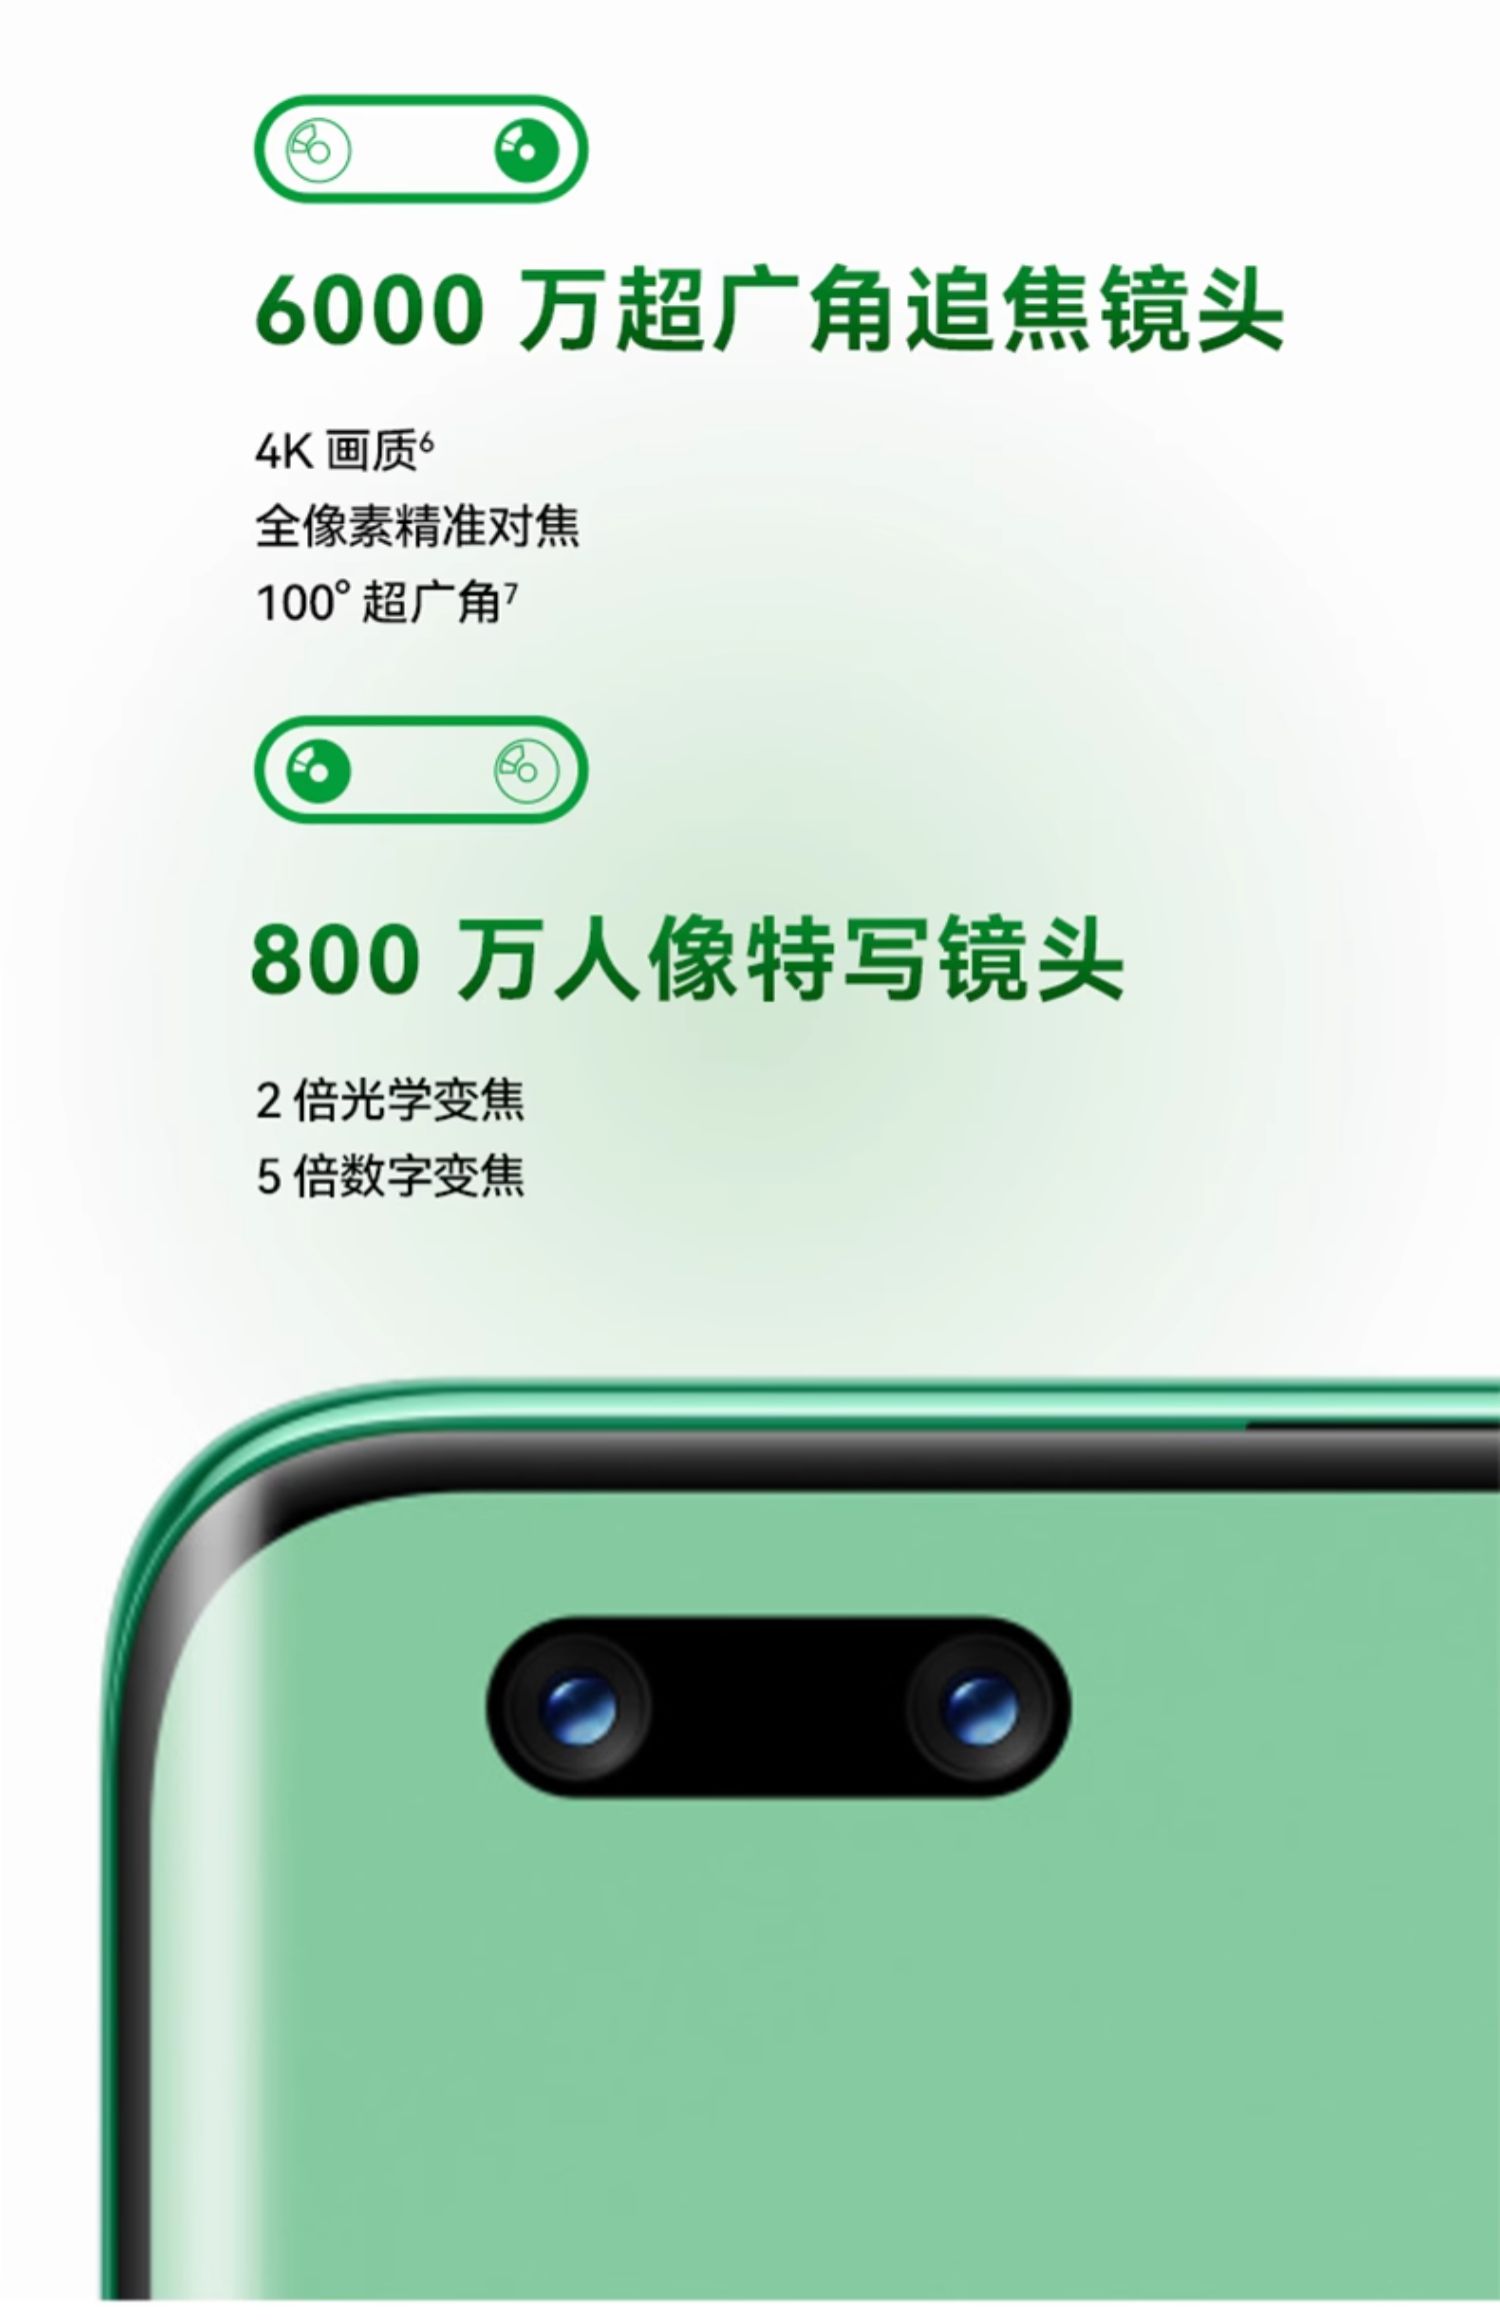 6000 万超广角追焦镜头
4K 画质⁶
全像素精准对焦
100° 超广角⁷
800 万人像特写镜头
2 倍光学变焦
5 倍数字变焦